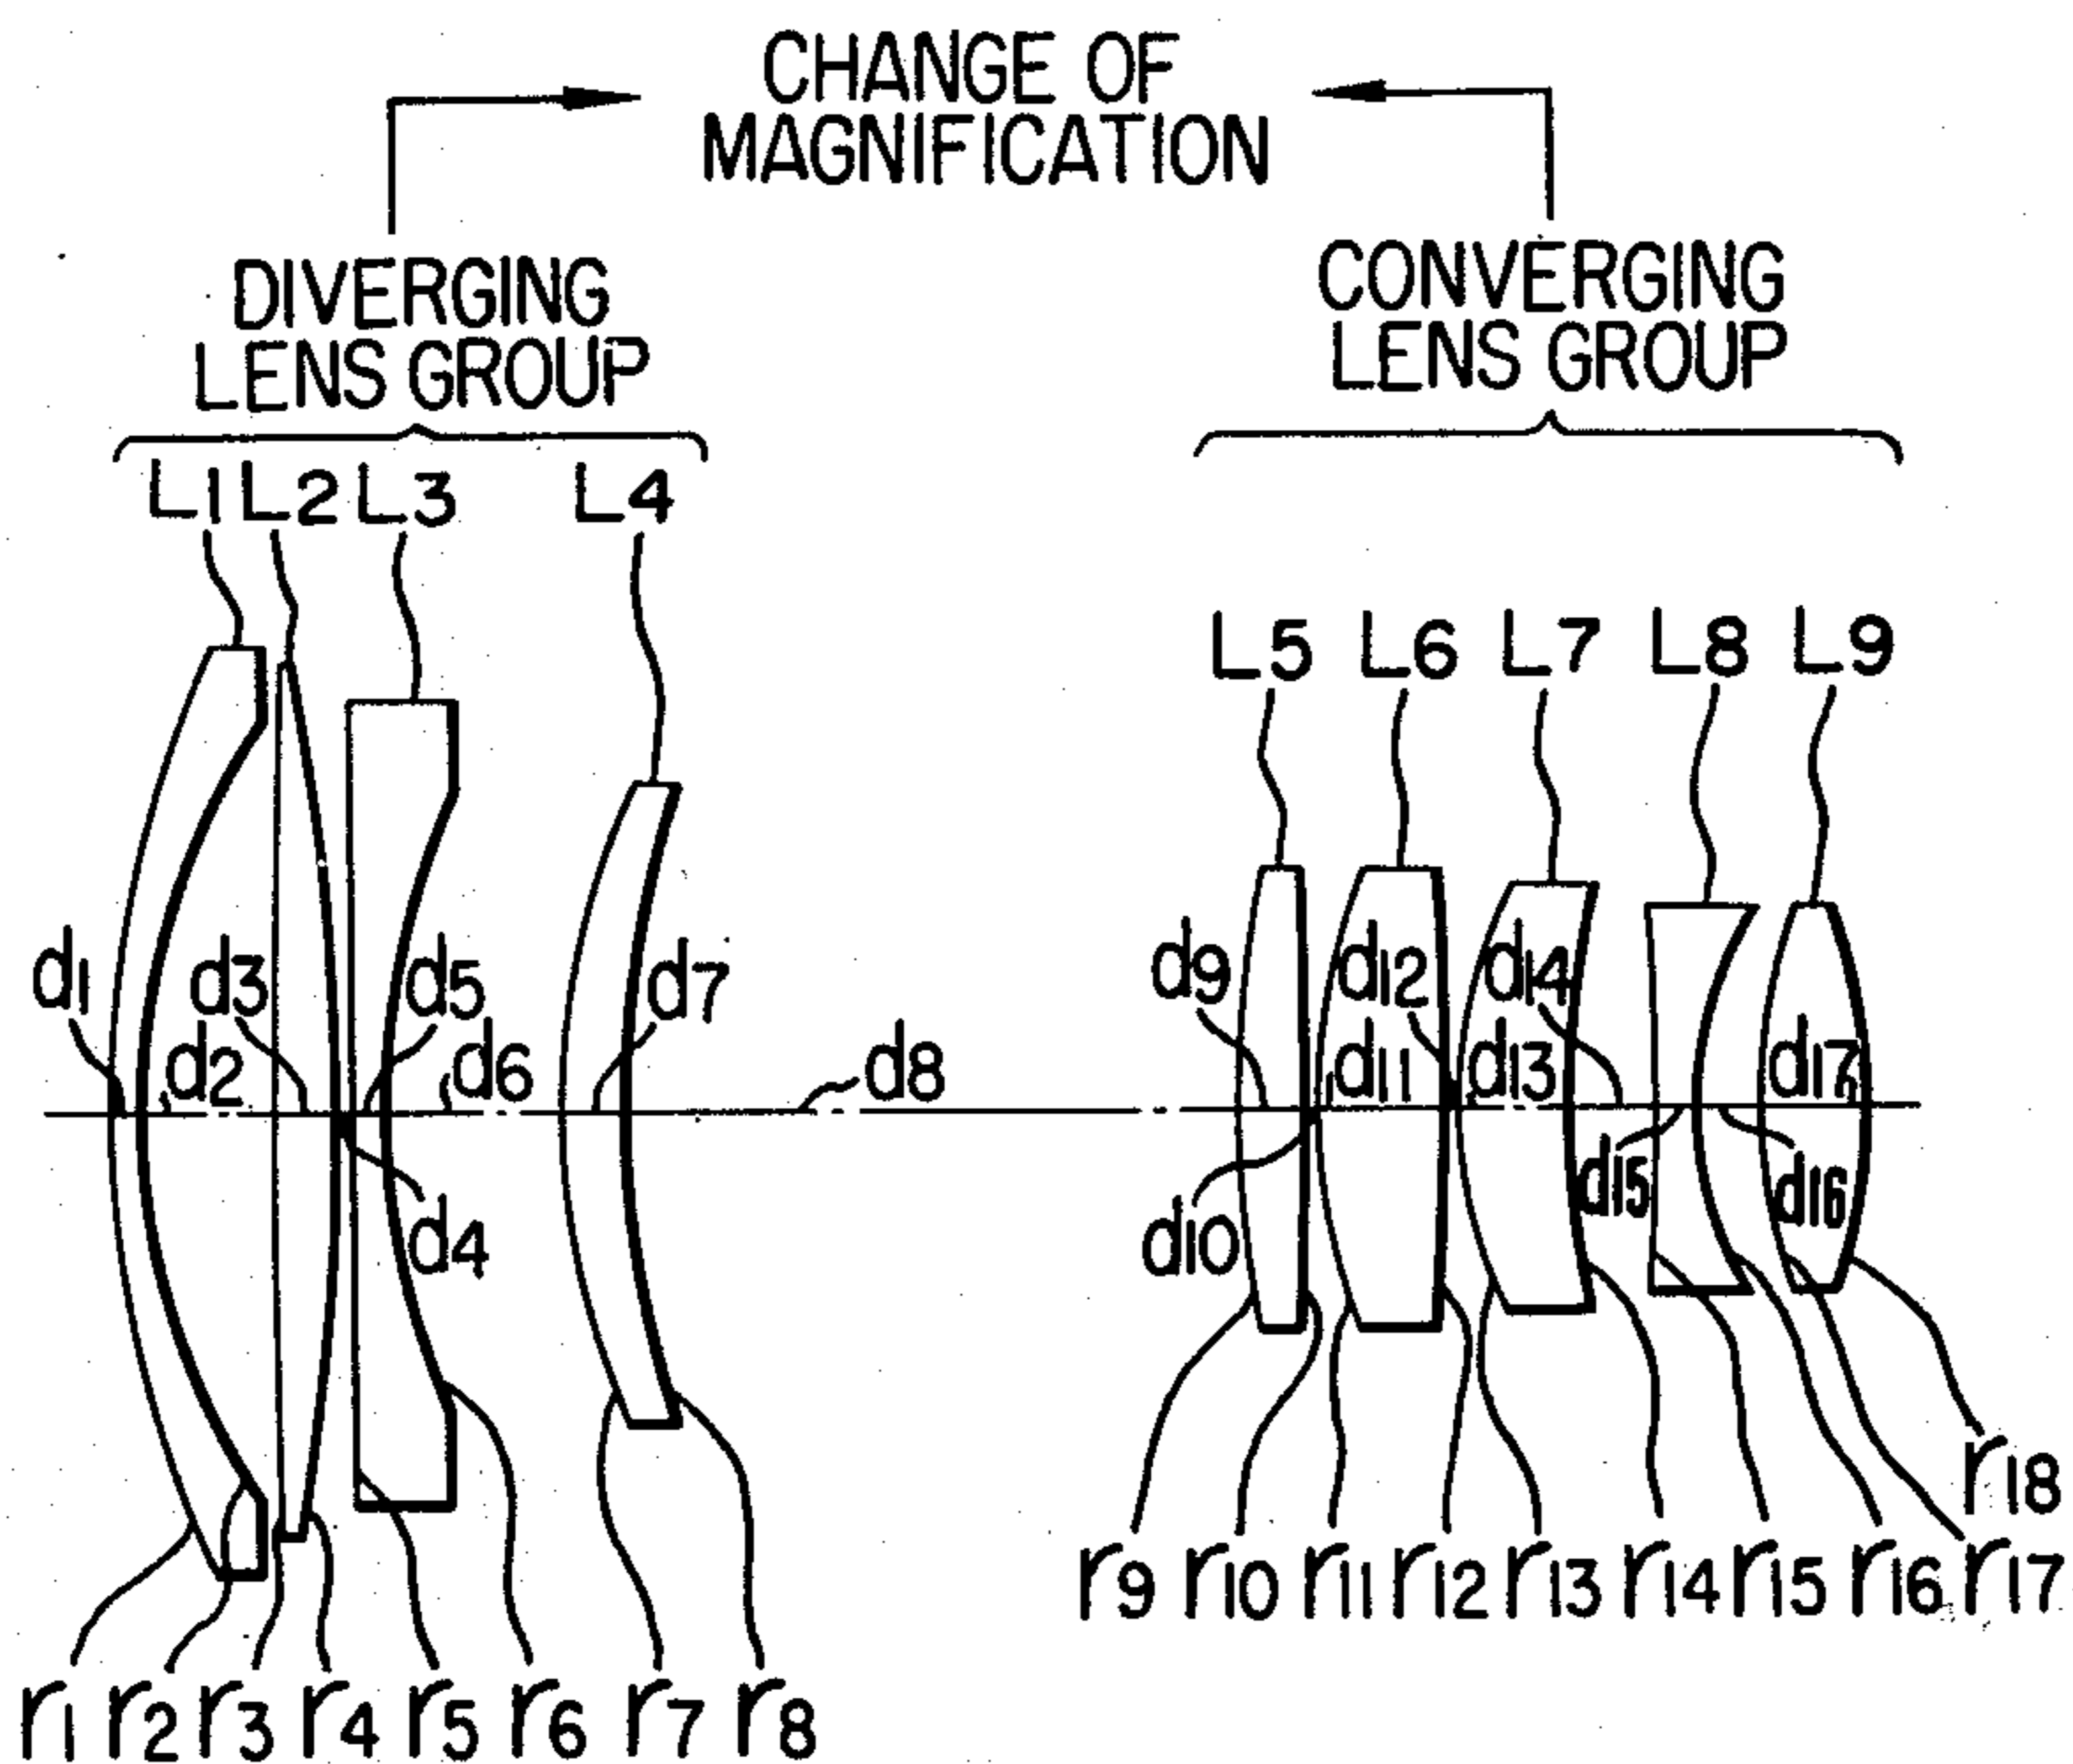 CHANGE OF
MAGNIFICATION
DIVERGING
LENS GROUP
CONVERGING
LENS GROUP
L1 L2 L3 L4
L5 L6 L7 L8 L9
d1 d3 d5 d7 d9 d12 d14
d2 d6 d8 d11 d13 d17
d4 d10 d15 d16
r18
r9 r10 r11 r12 r13 r14 r15 r16 r17
r1 r2 r3 r4 r5 r6 r7 r8